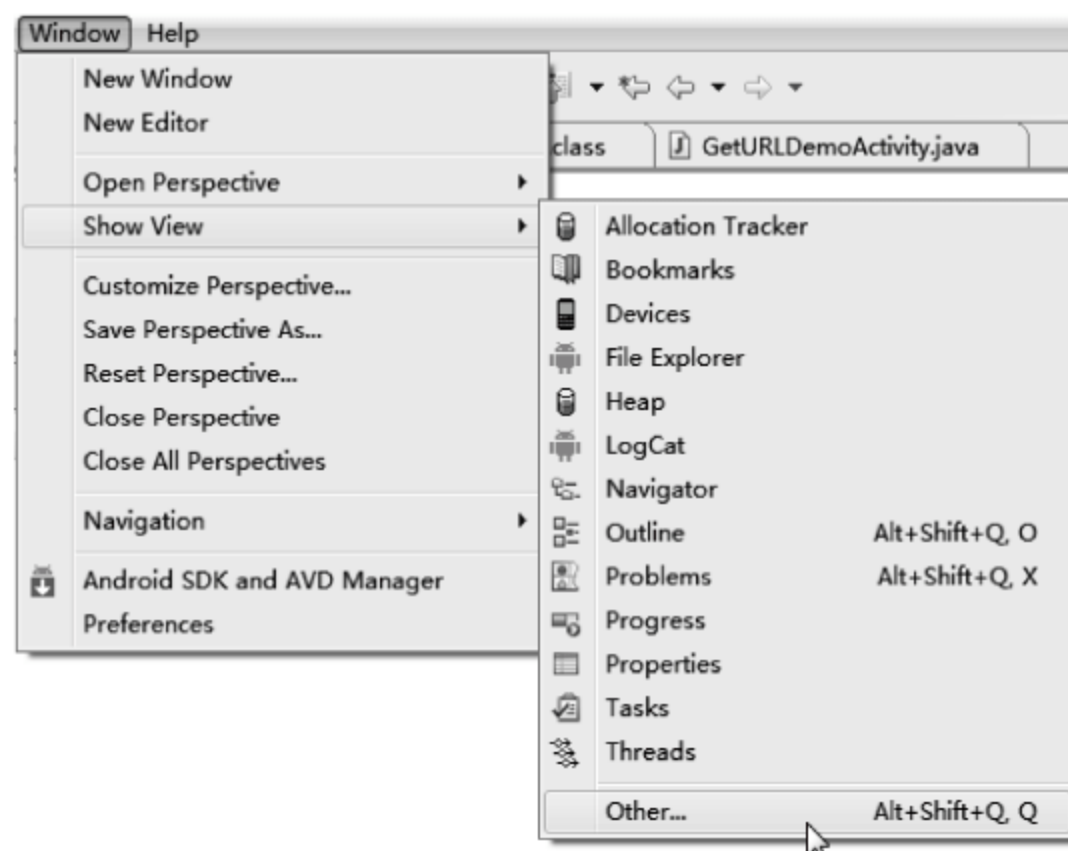 Window Help
New Window
New Editor
class GetURLDemoActivity.java
Open Perspective
Show View
Customize Perspective...
Save Perspective As...
Reset Perspective...
Close Perspective
Close All Perspectives
Navigation
Android SDK and AVD Manager
Preferences
Allocation Tracker
Bookmarks
Devices
File Explorer
Heap
LogCat
Navigator
Outline Alt+Shift+Q, O
Problems Alt+Shift+Q, X
Progress
Properties
Tasks
Threads
Other... Alt+Shift+Q, Q